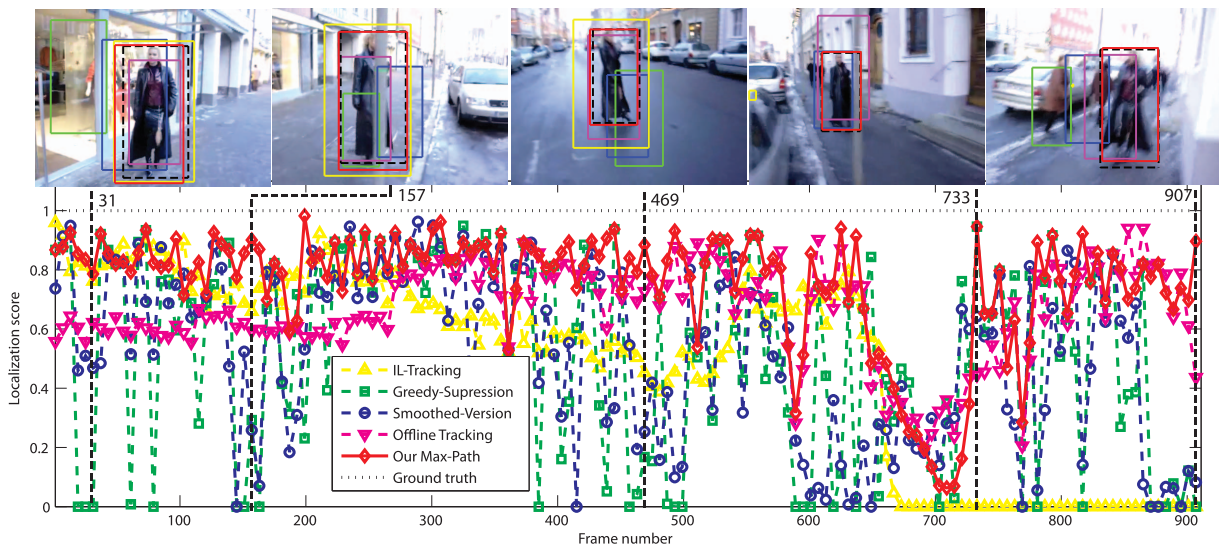 31
157
469
733
907
1
0.8
0.6
0.4
0.2
0
Localization score
IL-Tracking
Greedy-Supression
Smoothed-Version
Offline Tracking
Our Max-Path
Ground truth
100 200 300 400 500 600 700 800 900
Frame number